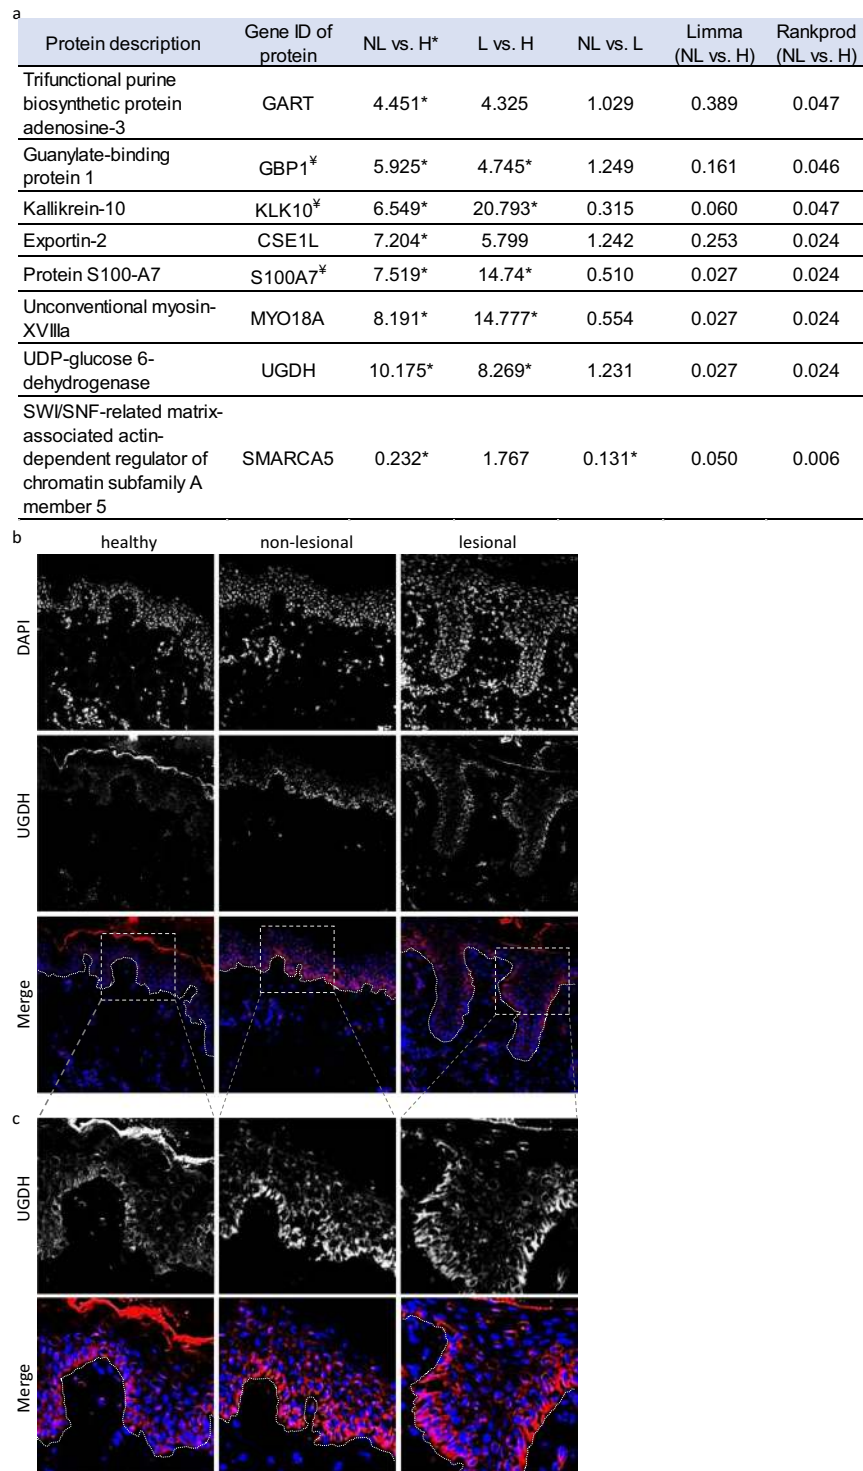 a
Protein description Gene ID of protein NL vs. H* L vs. H NL vs. L Limma (NL vs. H) Rankprod (NL vs. H)
Trifunctional purine
biosynthetic protein
adenosine-3
GART 4.451* 4.325 1.029 0.389 0.047
Guanylate-binding
protein 1
GBP1¥ 5.925* 4.745* 1.249 0.161 0.046
Kallikrein-10 KLK10¥ 6.549* 20.793* 0.315 0.060 0.047
Exportin-2 CSE1L 7.204* 5.799 1.242 0.253 0.024
Protein S100-A7 S100A7¥ 7.519* 14.74* 0.510 0.027 0.024
Unconventional myosin-
XVIIIa
MYO18A 8.191* 14.777* 0.554 0.027 0.024
UDP-glucose 6-
dehydrogenase
UGDH 10.175* 8.269* 1.231 0.027 0.024
SWI/SNF-related matrix-
associated actin-
dependent regulator of
chromatin subfamily A
member 5
SMARCA5 0.232* 1.767 0.131* 0.050 0.006
b
healthy non-lesional lesional
DAPI
UGDH
Merge
c
UGDH
Merge